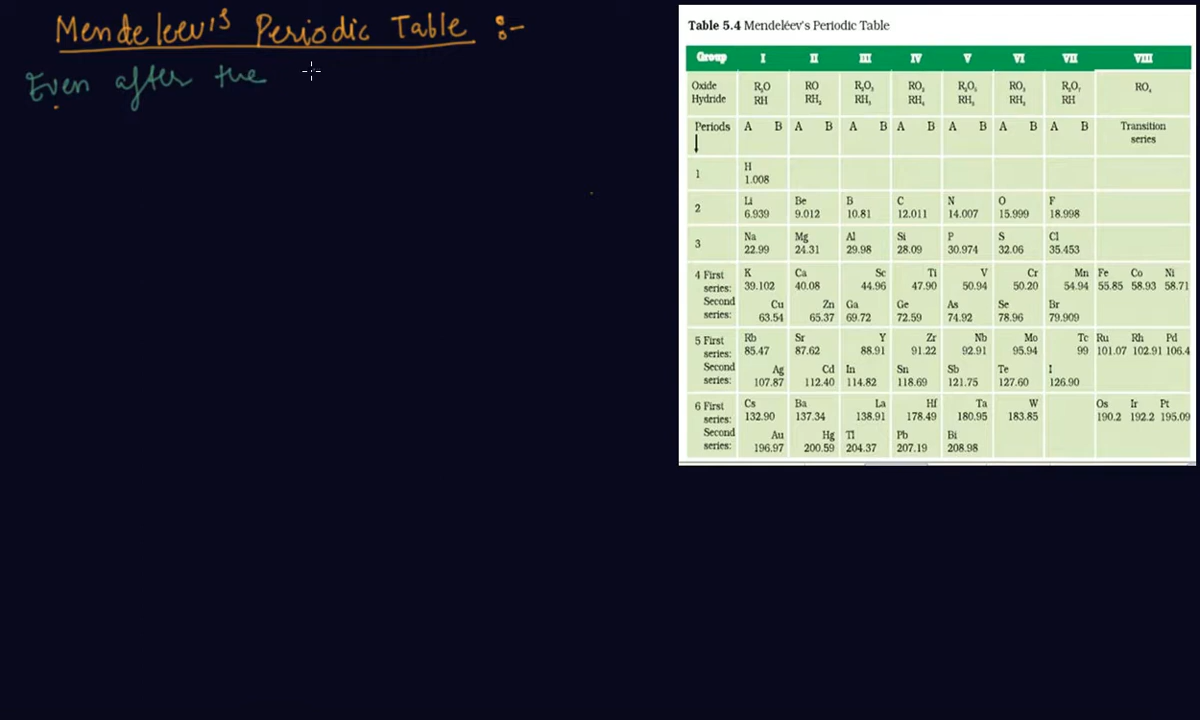 Mendeleev's Periodic Table :-
Even after the
Table 5.4 Mendeléev's Periodic Table
Group I II III IV V VI VII VIII
Oxide R₂O RO R₂O₃ RO₂ R₂O₅ RO₃ R₂O₇ RO₄
Hydride RH RH₂ RH₃ RH₄ RH₃ RH₂ RH
Periods A B A B A B A B A B A B A B Transition
↓ series
1 H
1.008
2 Li Be B C N O F
6.939 9.012 10.81 12.011 14.007 15.999 18.998
3 Na Mg Al Si P S Cl
22.99 24.31 29.98 28.09 30.974 32.06 35.453
4 First K Ca Sc Ti V Cr Mn Fe Co Ni
series: 39.102 40.08 44.96 47.90 50.94 50.20 54.94 55.85 58.93 58.71
Second Cu Zn Ga Ge As Se Br
series: 63.54 65.37 69.72 72.59 74.92 78.96 79.909
5 First Rb Sr Y Zr Nb Mo Tc Ru Rh Pd
series: 85.47 87.62 88.91 91.22 92.91 95.94 99 101.07 102.91 106.4
Second Ag Cd In Sn Sb Te I
series: 107.87 112.40 114.82 118.69 121.75 127.60 126.90
6 First Cs Ba La Hf Ta W Os Ir Pt
series: 132.90 137.34 138.91 178.49 180.95 183.85 190.2 192.2 195.09
Second Au Hg Tl Pb Bi
series: 196.97 200.59 204.37 207.19 208.98